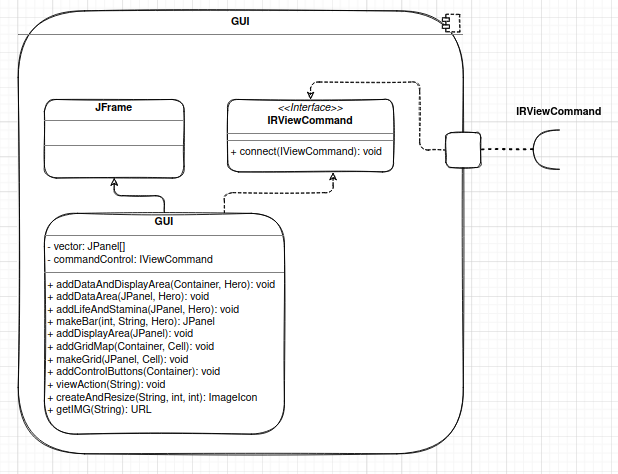 GUI
JFrame
<<Interface>>
IRViewCommand
+ connect(IViewCommand): void
IRViewCommand
GUI
- vector: JPanel[]
- commandControl: IViewCommand
+ addDataAndDisplayArea(Container, Hero): void
+ addDataArea(JPanel, Hero): void
+ addLifeAndStamina(JPanel, Hero): void
+ makeBar(int, String, Hero): JPanel
+ addDisplayArea(JPanel): void
+ addGridMap(Container, Cell): void
+ makeGrid(JPanel, Cell): void
+ addControlButtons(Container): void
+ viewAction(String): void
+ createAndResize(String, int, int): ImageIcon
+ getIMG(String): URL